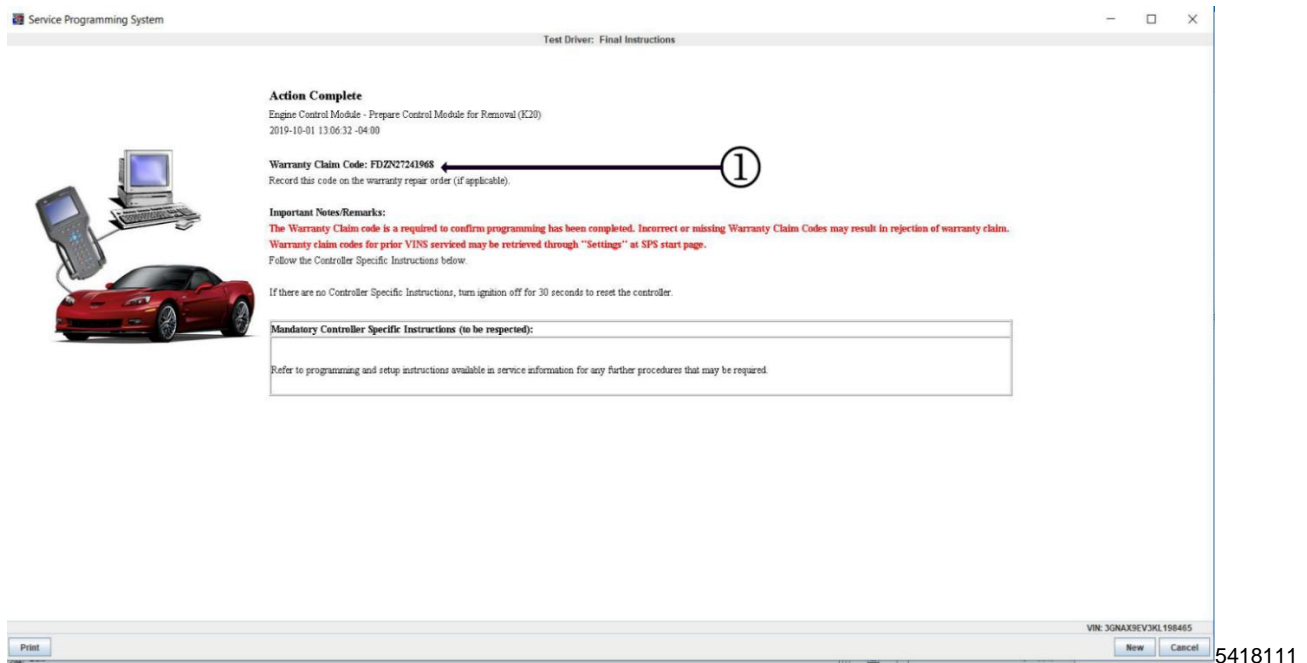 Service Programming System
Test Driver: Final Instructions
Action Complete
Engine Control Module - Prepare Control Module for Removal (K20)
2019-10-01 13:06:32 -04:00
Warranty Claim Code: FDZN27241968
①
Record this code on the warranty repair order (if applicable).
Important Notes/Remarks:
The Warranty Claim code is a required to confirm programming has been completed. Incorrect or missing Warranty Claim Codes may result in rejection of warranty claim.
Warranty claim codes for prior VINS serviced may be retrieved through "Settings" at SPS start page.
Follow the Controller Specific Instructions below.
If there are no Controller Specific Instructions, turn ignition off for 30 seconds to reset the controller.
Mandatory Controller Specific Instructions (to be respected):
Refer to programming and setup instructions available in service information for any further procedures that may be required.
VIN: 3GNAX9EV3KL198465
Print
New Cancel
5418111